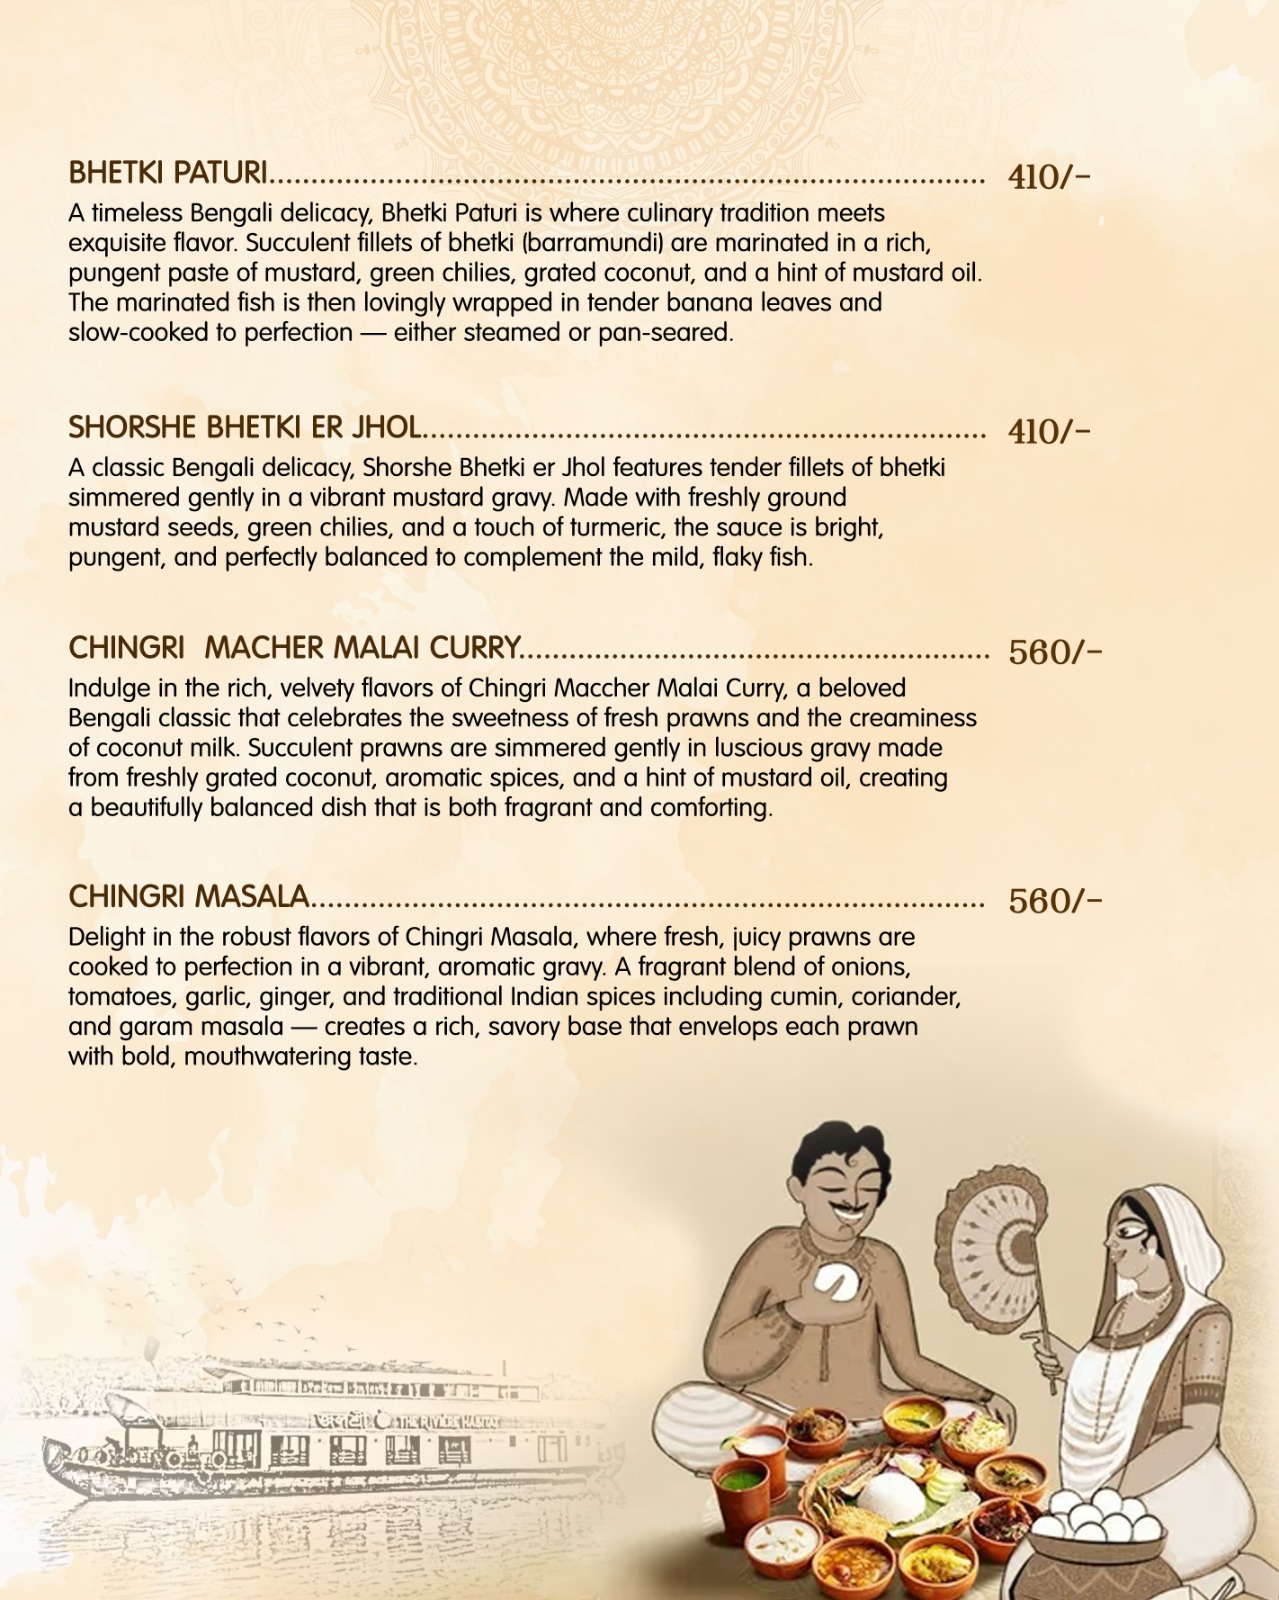 BHETKI PATURI...................................................................................... 410/-
A timeless Bengali delicacy, Bhetki Paturi is where culinary tradition meets
exquisite flavor. Succulent fillets of bhetki (barramundi) are marinated in a rich,
pungent paste of mustard, green chilies, grated coconut, and a hint of mustard oil.
The marinated fish is then lovingly wrapped in tender banana leaves and
slow-cooked to perfection — either steamed or pan-seared.
SHORSHE BHETKI ER JHOL.................................................................... 410/-
A classic Bengali delicacy, Shorshe Bhetki er Jhol features tender fillets of bhetki
simmered gently in a vibrant mustard gravy. Made with freshly ground
mustard seeds, green chilies, and a touch of turmeric, the sauce is bright,
pungent, and perfectly balanced to complement the mild, flaky fish.
CHINGRI  MACHER MALAI CURRY........................................................ 560/-
Indulge in the rich, velvety flavors of Chingri Maccher Malai Curry, a beloved
Bengali classic that celebrates the sweetness of fresh prawns and the creaminess
of coconut milk. Succulent prawns are simmered gently in luscious gravy made
from freshly grated coconut, aromatic spices, and a hint of mustard oil, creating
a beautifully balanced dish that is both fragrant and comforting.
CHINGRI MASALA................................................................................ 560/-
Delight in the robust flavors of Chingri Masala, where fresh, juicy prawns are
cooked to perfection in a vibrant, aromatic gravy. A fragrant blend of onions,
tomatoes, garlic, ginger, and traditional Indian spices including cumin, coriander,
and garam masala — creates a rich, savory base that envelops each prawn
with bold, mouthwatering taste.
THE RIVIERE HABITAT